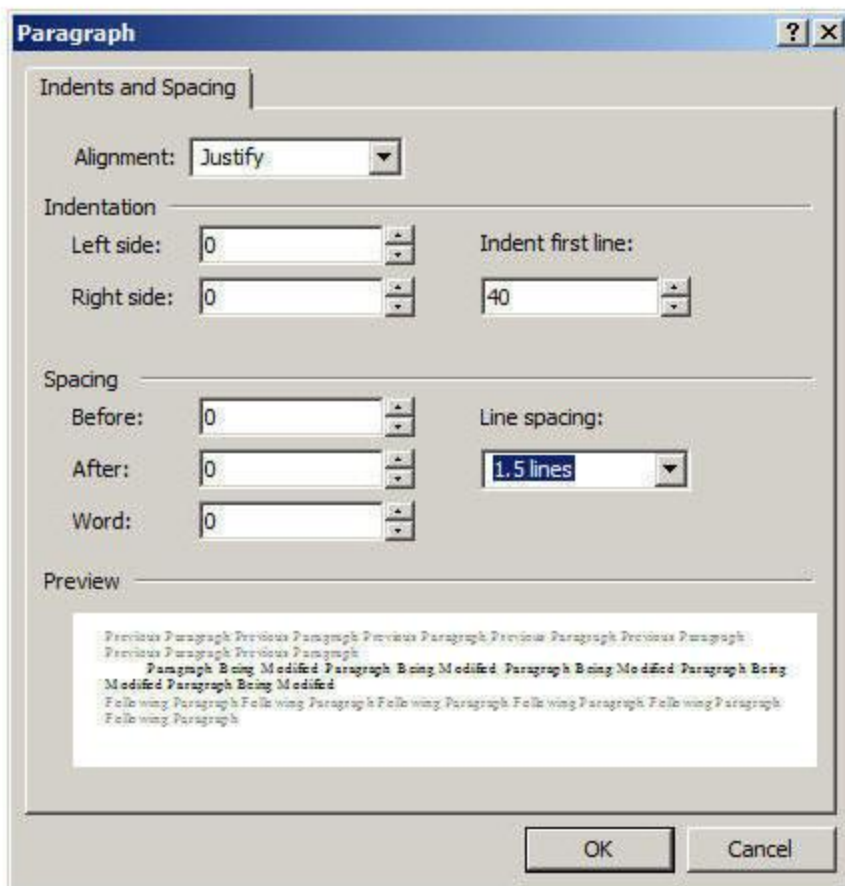 Paragraph
Indents and Spacing
Alignment: Justify
Indentation
Left side: 0 Indent first line:
Right side: 0 40
Spacing
Before: 0 Line spacing:
After: 0 1.5 lines
Word: 0
Preview
Previous Paragraph Previous Paragraph Previous Paragraph Previous Paragraph Previous Paragraph
Previous Paragraph Previous Paragraph
Paragraph Being Modified Paragraph Being Modified Paragraph Being Modified Paragraph Being
Modified Paragraph Being Modified
Following Paragraph Following Paragraph Following Paragraph Following Paragraph Following Paragraph
Following Paragraph
OK Cancel